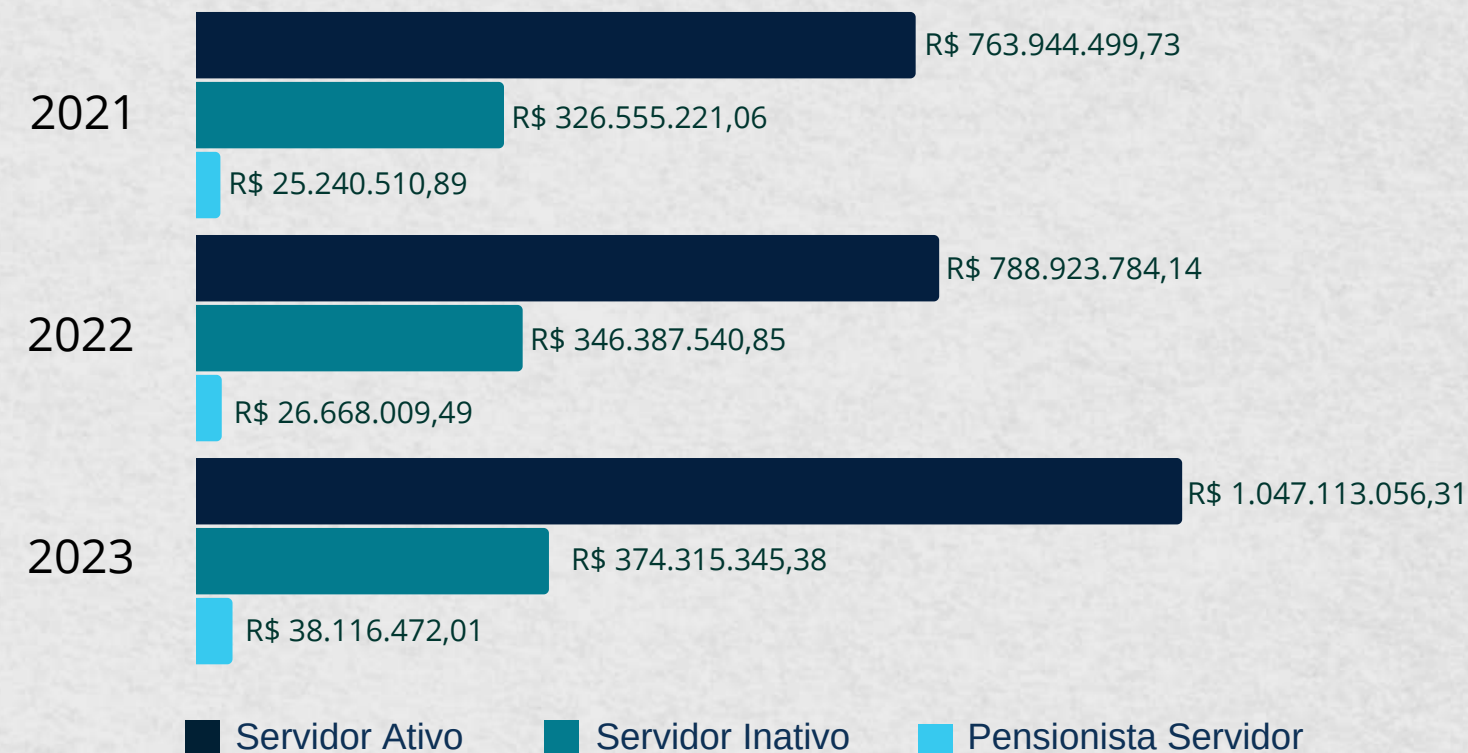 R$ 763.944.499,73
2021
R$ 326.555.221,06
R$ 25.240.510,89
R$ 788.923.784,14
2022
R$ 346.387.540,85
R$ 26.668.009,49
R$ 1.047.113.056,31
2023
R$ 374.315.345,38
R$ 38.116.472,01
Servidor Ativo Servidor Inativo Pensionista Servidor